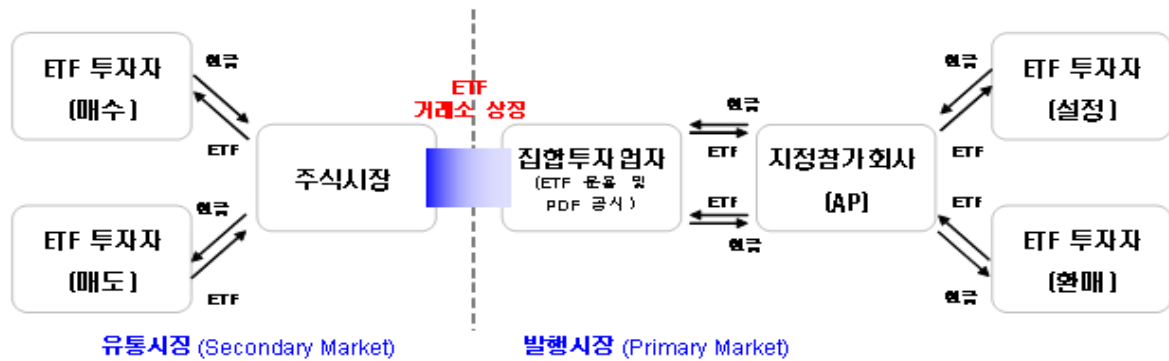 ETF 투자자
(매수)
현금
ETF
ETF 투자자
(매도)
현금
ETF
주식시장
ETF
거래소 상장
집합투자업자
(ETF 운용 및
PDF 공시)
현금
ETF
ETF
현금
지정참가회사
(AP)
현금
ETF
ETF 투자자
(설정)
ETF
현금
ETF 투자자
(환매)
유통시장 (Secondary Market)
발행시장 (Primary Market)